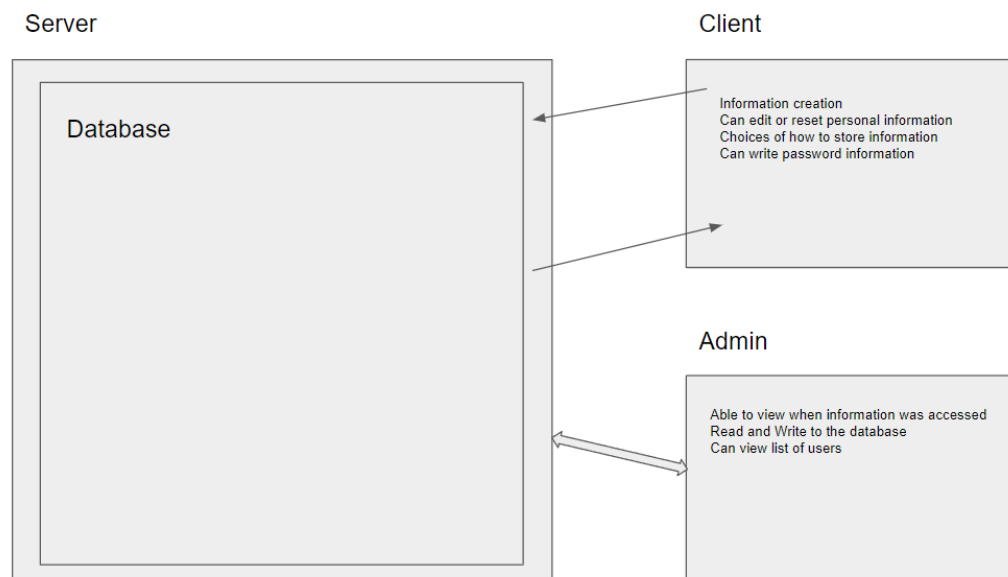 Server
Client
Database
Information creation
Can edit or reset personal information
Choices of how to store information
Can write password information
Admin
Able to view when information was accessed
Read and Write to the database
Can view list of users